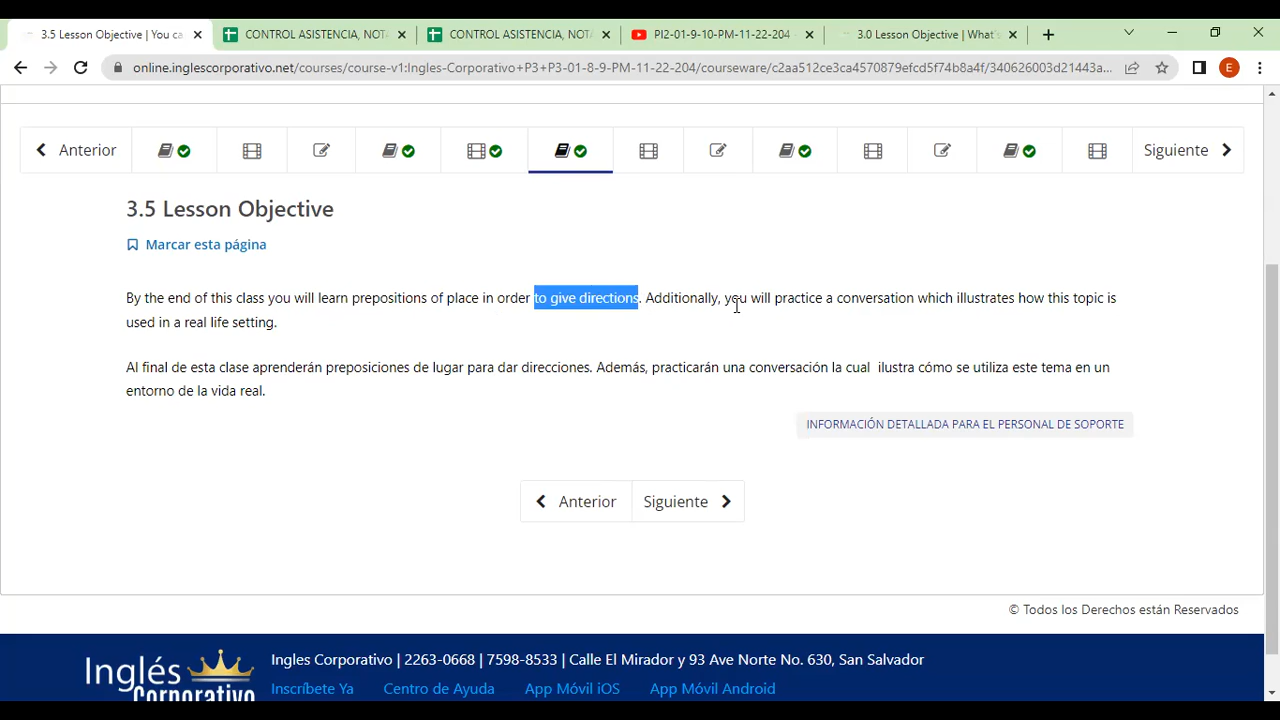 3.5 Lesson Objective | You ca
CONTROL ASISTENCIA, NOT
CONTROL ASISTENCIA, NOT
PI2-01-9-10-PM-11-22-204
3.0 Lesson Objective | What'
online.inglescorporativo.net/courses/course-v1:Ingles-Corporativo+P3+P3-01-8-9-PM-11-22-204/courseware/c2aa512ce3ca4570879efcd5f74b8a4f/340626003d21443a...
E
Anterior
Siguiente
3.5 Lesson Objective
Marcar esta página
By the end of this class you will learn prepositions of place in order to give directions. Additionally, you will practice a conversation which illustrates how this topic is
used in a real life setting.
Al final de esta clase aprenderán preposiciones de lugar para dar direcciones. Además, practicarán una conversación la cual ilustra cómo se utiliza este tema en un
entorno de la vida real.
INFORMACIÓN DETALLADA PARA EL PERSONAL DE SOPORTE
Anterior
Siguiente
© Todos los Derechos están Reservados
Inglés
Corporativo
Ingles Corporativo | 2263-0668 | 7598-8533 | Calle El Mirador y 93 Ave Norte No. 630, San Salvador
Inscríbete Ya
Centro de Ayuda
App Móvil iOS
App Móvil Android